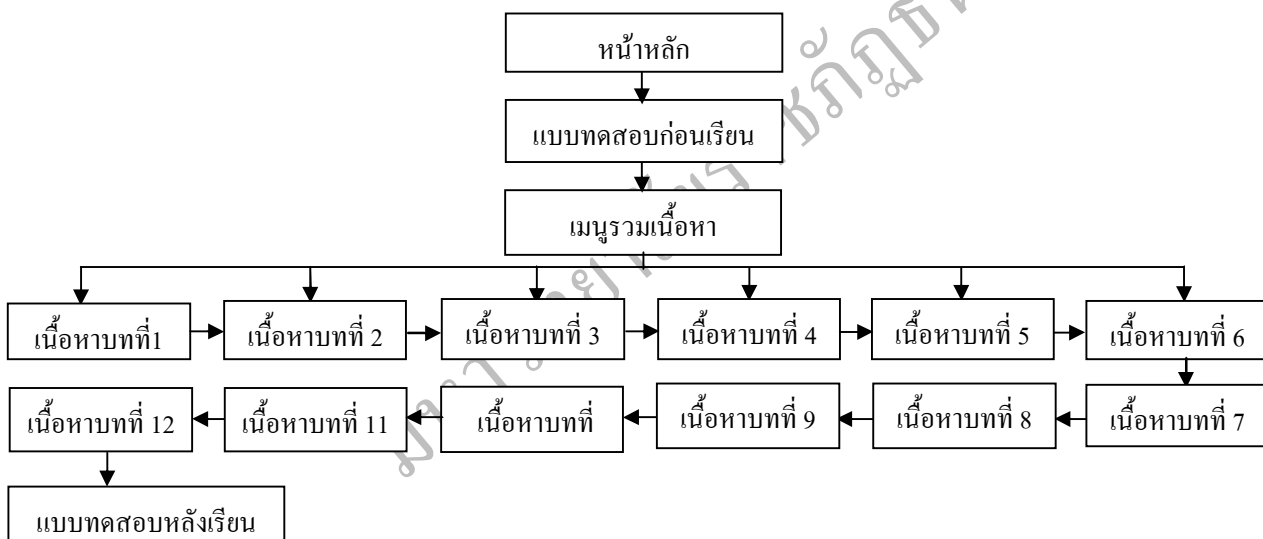 หน้าหลัก
แบบทดสอบก่อนเรียน
เมนูรวมเนื้อหา
เนื้อหาบทที่1
เนื้อหาบทที่ 2
เนื้อหาบทที่ 3
เนื้อหาบทที่ 4
เนื้อหาบทที่ 5
เนื้อหาบทที่ 6
เนื้อหาบทที่ 7
เนื้อหาบทที่ 8
เนื้อหาบทที่ 9
เนื้อหาบทที่
เนื้อหาบทที่ 11
เนื้อหาบทที่ 12
แบบทดสอบหลังเรียน